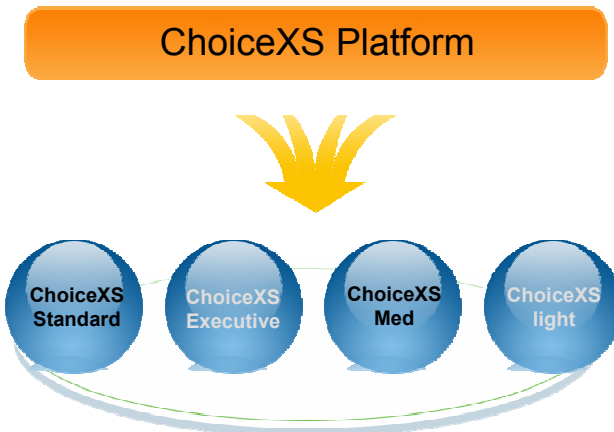 ChoiceXS Platform
ChoiceXS
Standard
ChoiceXS
Executive
ChoiceXS
Med
ChoiceXS
light